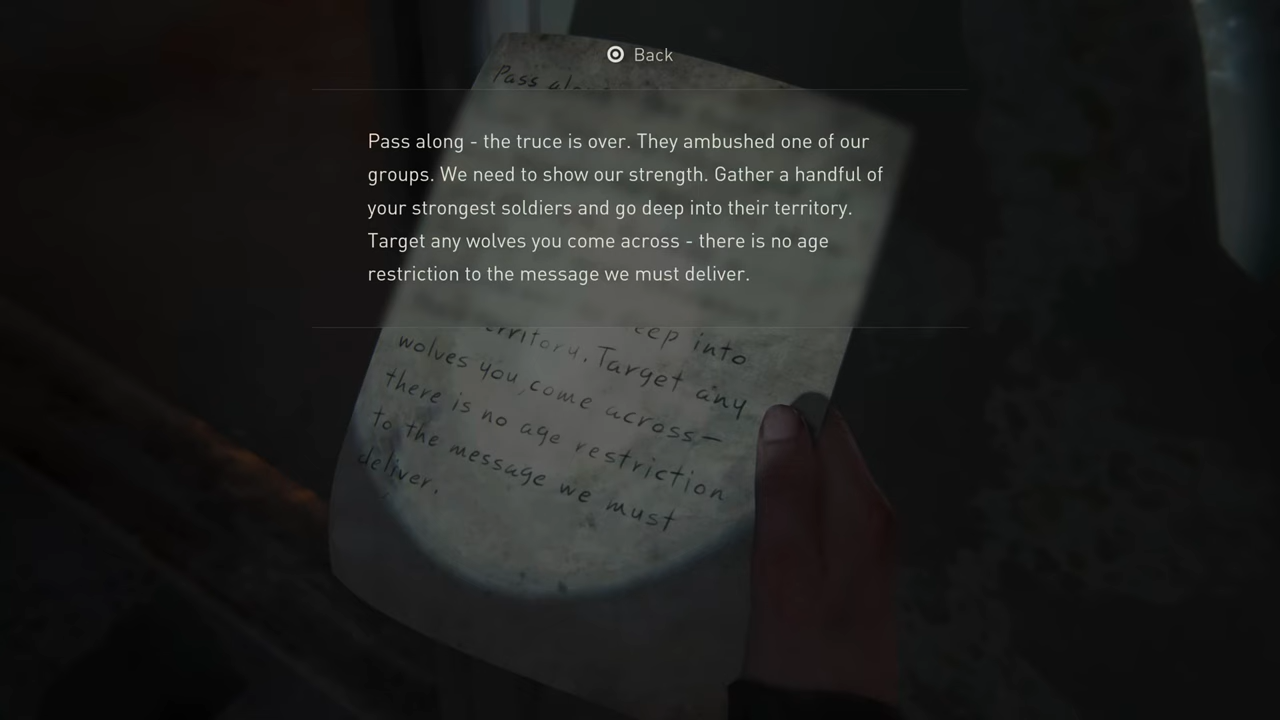 Back
Pass al
Pass along - the truce is over. They ambushed one of our
groups. We need to show our strength. Gather a handful of
your strongest soldiers and go deep into their territory.
Target any wolves you come across - there is no age
restriction to the message we must deliver.
eep into
erritory. Target any
wolves you come across—
there is no age restriction
to the message we must
deliver.